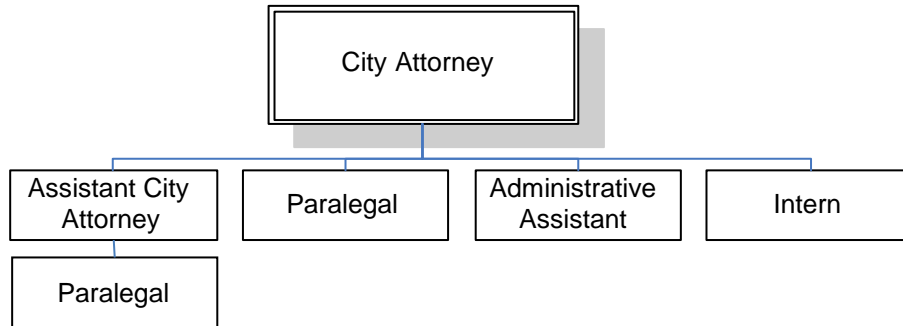 City Attorney
Assistant City
Attorney
Paralegal
Administrative
Assistant
Intern
Paralegal